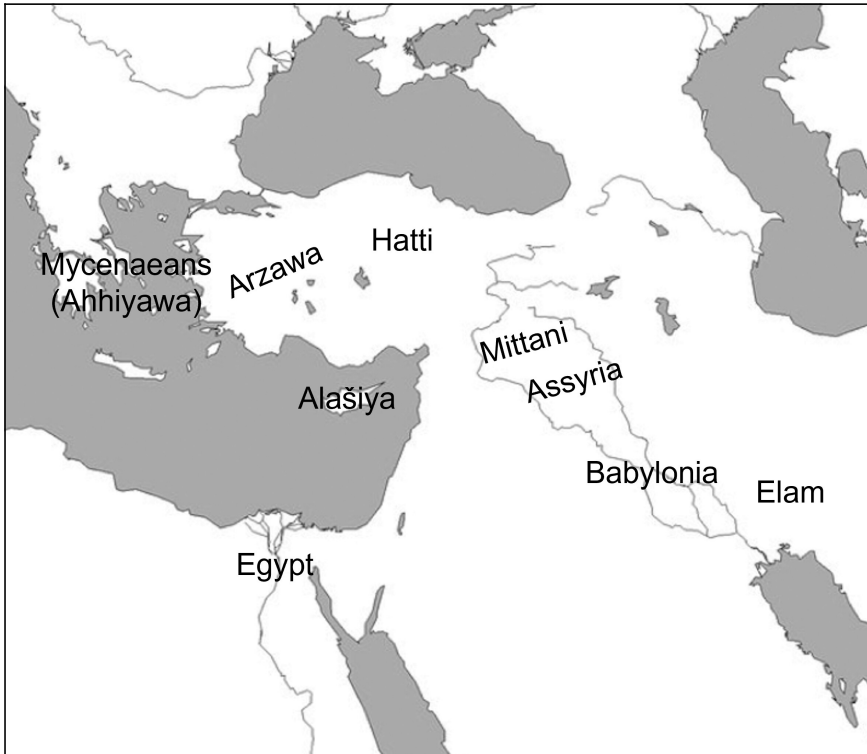 Hatti
Arzawa
Mycenaeans
(Ahhiyawa)
Mittani
Assyria
Alašiya
Babylonia
Elam
Egypt